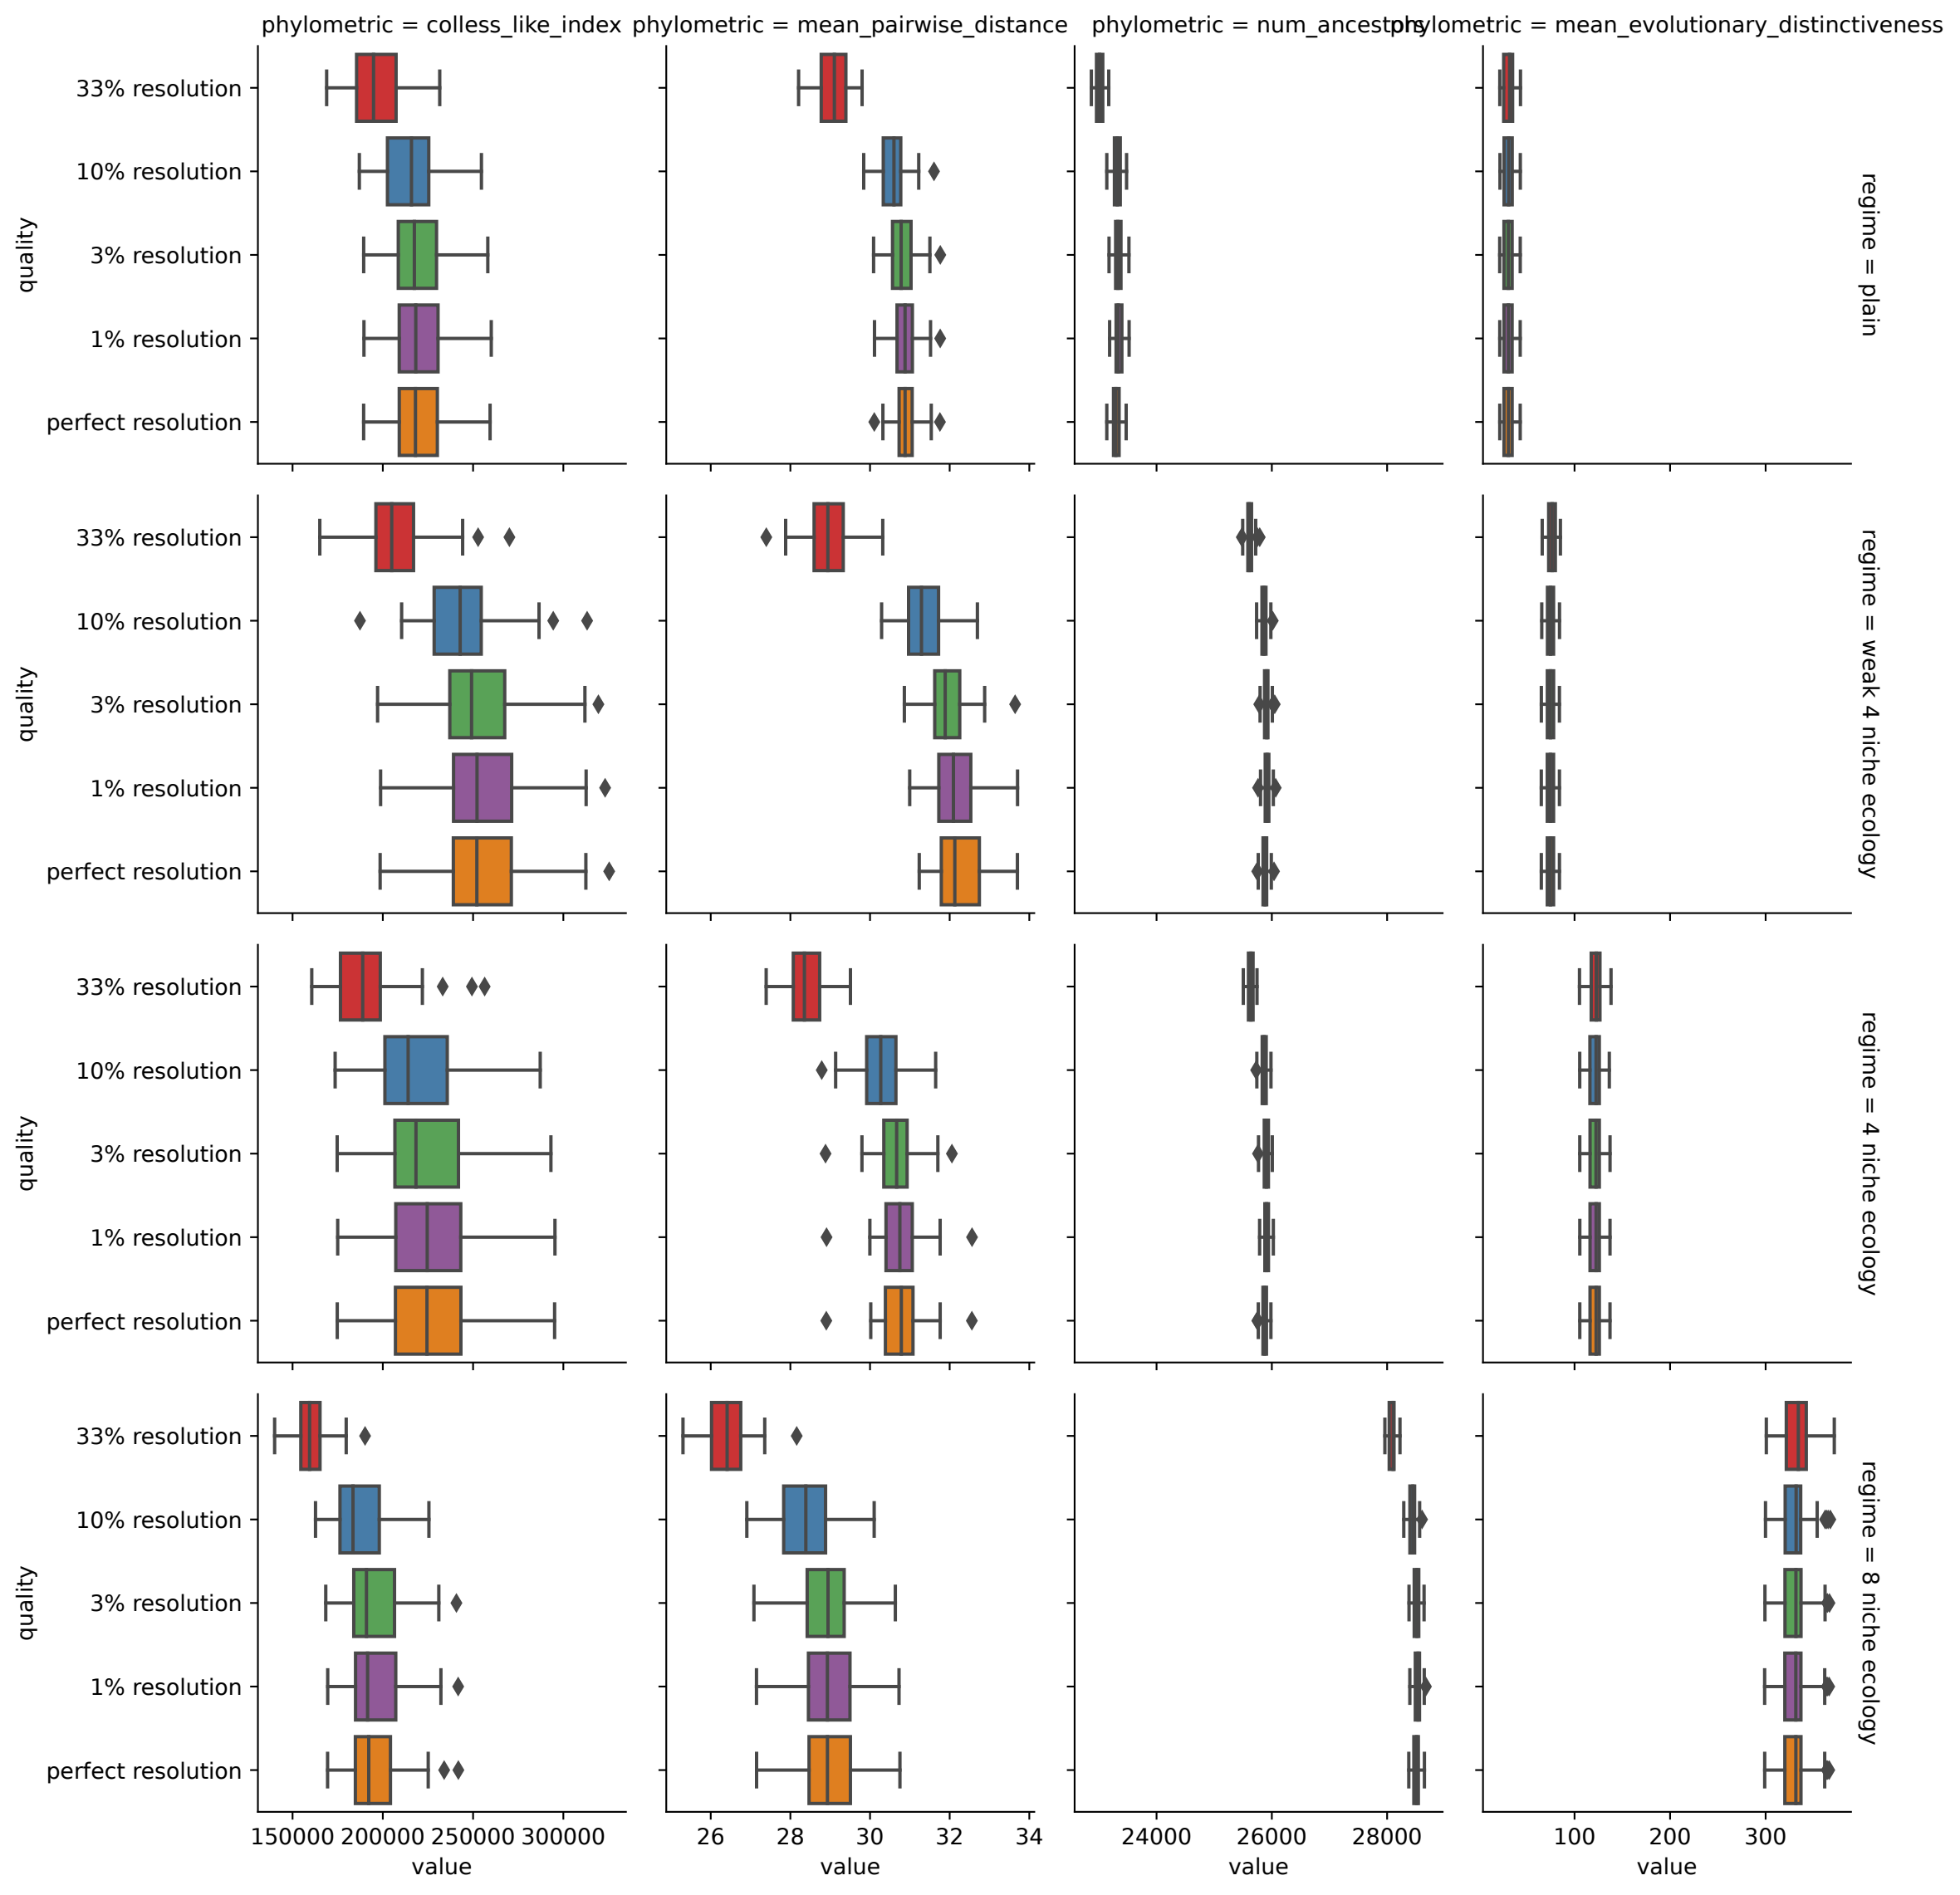 phylometric = colless_like_index phylometric = mean_pairwise_distance phylometric = num_ancestors phylometric = mean_evolutionary_distinctiveness
33% resolution
10% resolution
3% resolution
1% resolution
perfect resolution
quality
regime = plain
33% resolution
10% resolution
3% resolution
1% resolution
perfect resolution
quality
regime = weak 4 niche ecology
33% resolution
10% resolution
3% resolution
1% resolution
perfect resolution
quality
regime = 4 niche ecology
33% resolution
10% resolution
3% resolution
1% resolution
perfect resolution
quality
regime = 8 niche ecology
150000 200000 250000 300000 26 28 30 32 34 24000 26000 28000 100 200 300
value value value value